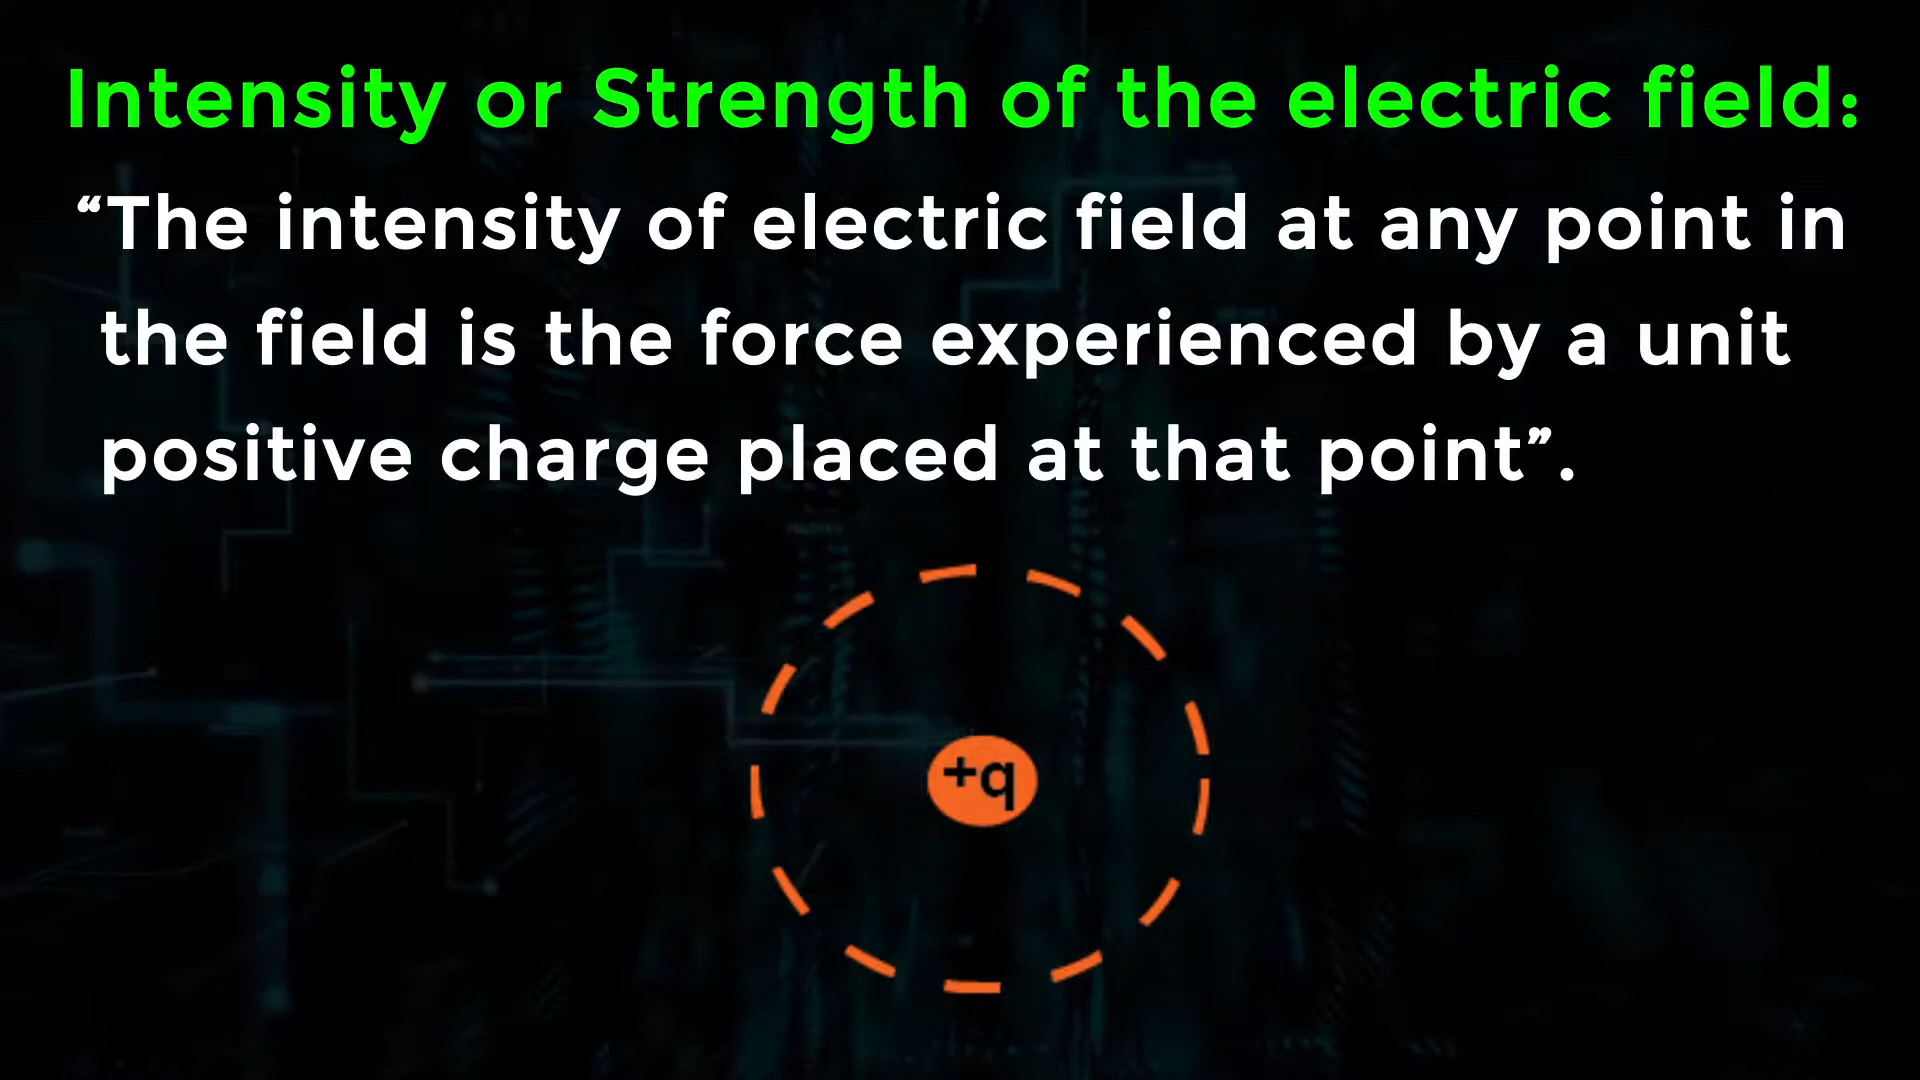 Intensity or Strength of the electric field:
“The intensity of electric field at any point in
the field is the force experienced by a unit
positive charge placed at that point”.
+q